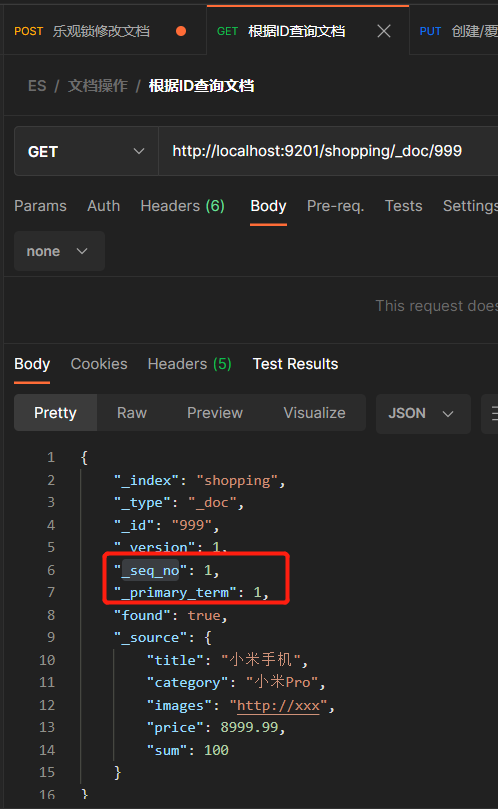 POST 乐观锁修改文档 GET 根据ID查询文档 PUT 创建/覆
ES / 文档操作 / 根据ID查询文档
GET http://localhost:9201/shopping/_doc/999
Params Auth Headers (6) Body Pre-req. Tests Settings
none
This request does
Body Cookies Headers (5) Test Results
Pretty Raw Preview Visualize JSON
1 {
2 "_index": "shopping",
3 "_type": "_doc",
4 "_id": "999",
5 "_version": 1,
6 "_seq_no": 1,
7 "_primary_term": 1,
8 "found": true,
9 "_source": {
10 "title": "小米手机",
11 "category": "小米Pro",
12 "images": "http://xxx",
13 "price": 8999.99,
14 "sum": 100
15 }
16 }